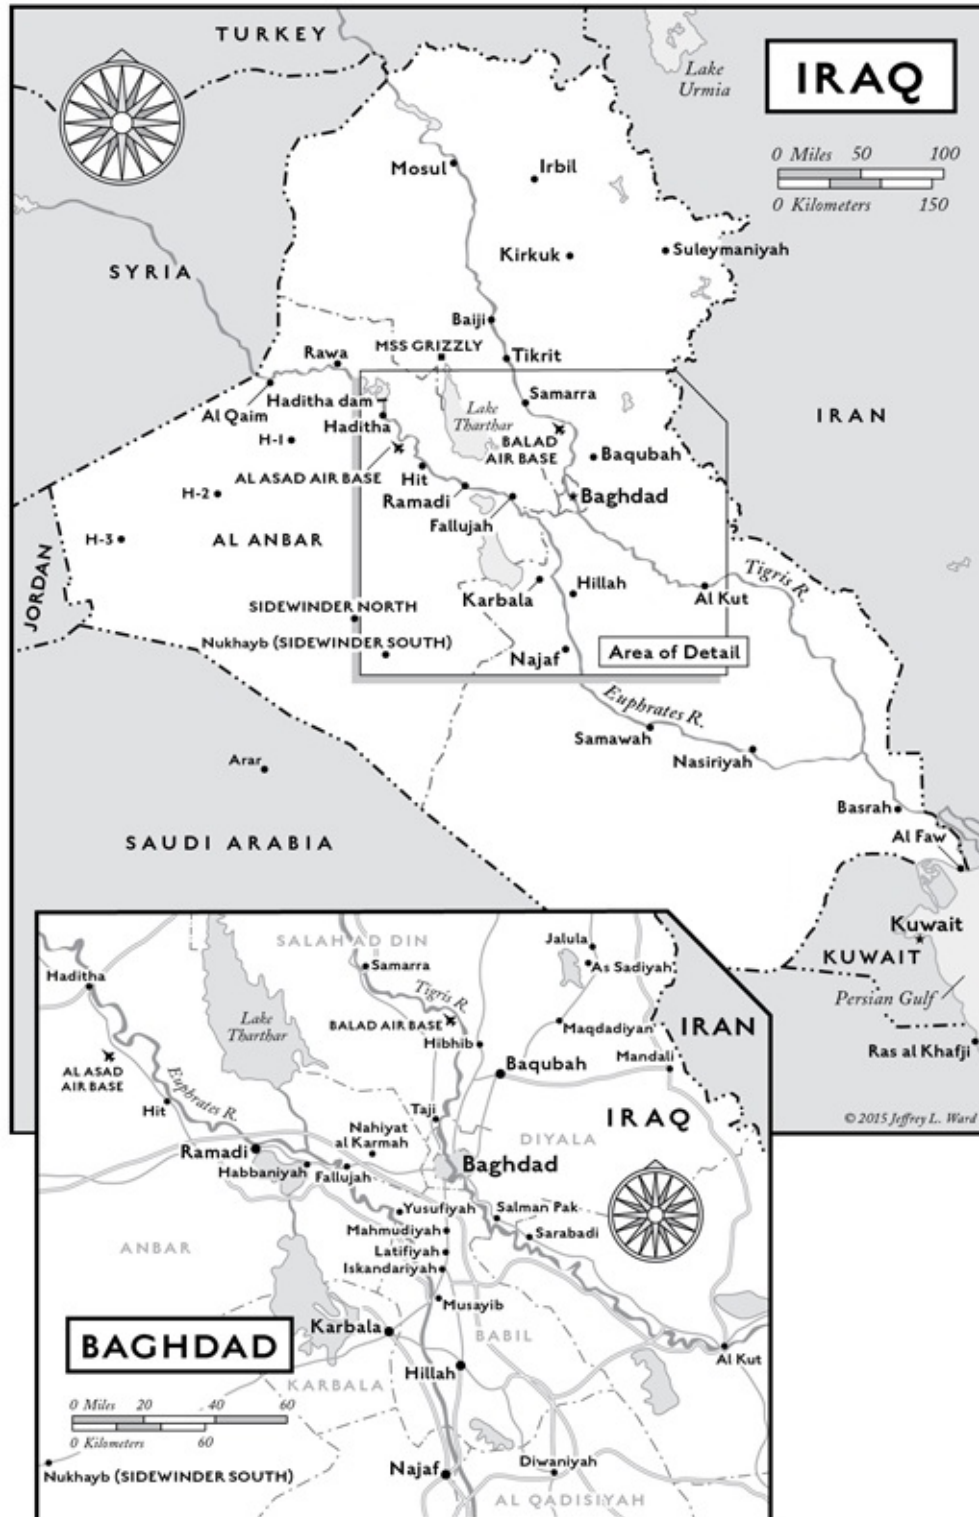 TURKEY
Lake
Urmia
IRAQ
0 Miles 50 100
0 Kilometers 150
Mosul
Irbil
Kirkuk
Suleymaniyah
SYRIA
Baiji
MSS GRIZZLY
Rawa
Tikrit
Al Qaim
Haditha dam
Haditha
Samarra
Lake
Tharthar
IRAN
H-1
AL ASAD AIR BASE
BALAD
AIR BASE
Baqubah
Hit
H-2
Ramadi
Baghdad
Fallujah
H-3
AL ANBAR
JORDAN
Tigris R.
Karbala
Hillah
Al Kut
SIDEWINDER NORTH
Nukhayb (SIDEWINDER SOUTH)
Najaf
Area of Detail
Euphrates R.
Samawah
Nasiriyah
Arar
Basrah
SAUDI ARABIA
Al Faw
Kuwait
KUWAIT
Persian Gulf
Ras al Khafji
© 2015 Jeffrey L. Ward
SALAH AD DIN
Jalula
Haditha
Samarra
As Sadiyah
Tigris R.
Lake
Tharthar
BALAD AIR BASE
Maqdadiyan
IRAN
Hibhib
AL ASAD
AIR BASE
Baqubah
Mandali
Hit
Euphrates R.
Taji
IRAQ
Nahiyat
al Karmah
DIYALA
Ramadi
Baghdad
Habbaniyah
Fallujah
Yusufiyah
Salman Pak
Mahmudiyah
Sarabadi
ANBAR
Latifiyah
Iskandariyah
Musayib
Karbala
BABIL
BAGHDAD
Al Kut
Hillah
KARBALA
0 Miles 20 40 60
0 Kilometers 60
Najaf
Diwaniyah
Nukhayb (SIDEWINDER SOUTH)
AL QADISIYAH